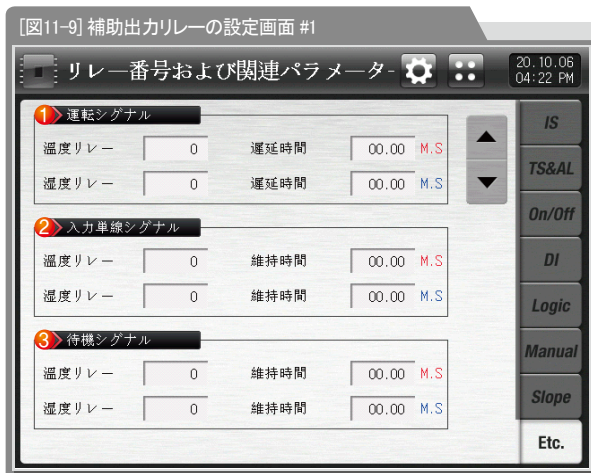 [図11-9] 補助出力リレーの設定画面 #1
リレー番号および関連パラメーター
20.10.06
04:22 PM
1 運転シグナル
温度リレー 0 遅延時間 00.00 M.S
湿度リレー 0 遅延時間 00.00 M.S
2 入力単線シグナル
温度リレー 0 維持時間 00.00 M.S
湿度リレー 0 維持時間 00.00 M.S
3 待機シグナル
温度リレー 0 維持時間 00.00 M.S
湿度リレー 0 維持時間 00.00 M.S
IS
TS&AL
On/Off
DI
Logic
Manual
Slope
Etc.